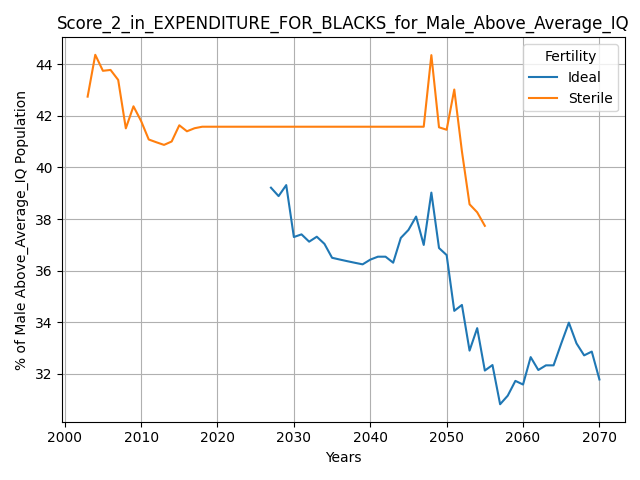 Score_2_in_EXPENDITURE_FOR_BLACKS_for_Male_Above_Average_IQ
% of Male Above_Average_IQ Population
44
42
40
38
36
34
32
Fertility
Ideal
Sterile
2000 2010 2020 2030 2040 2050 2060 2070
Years